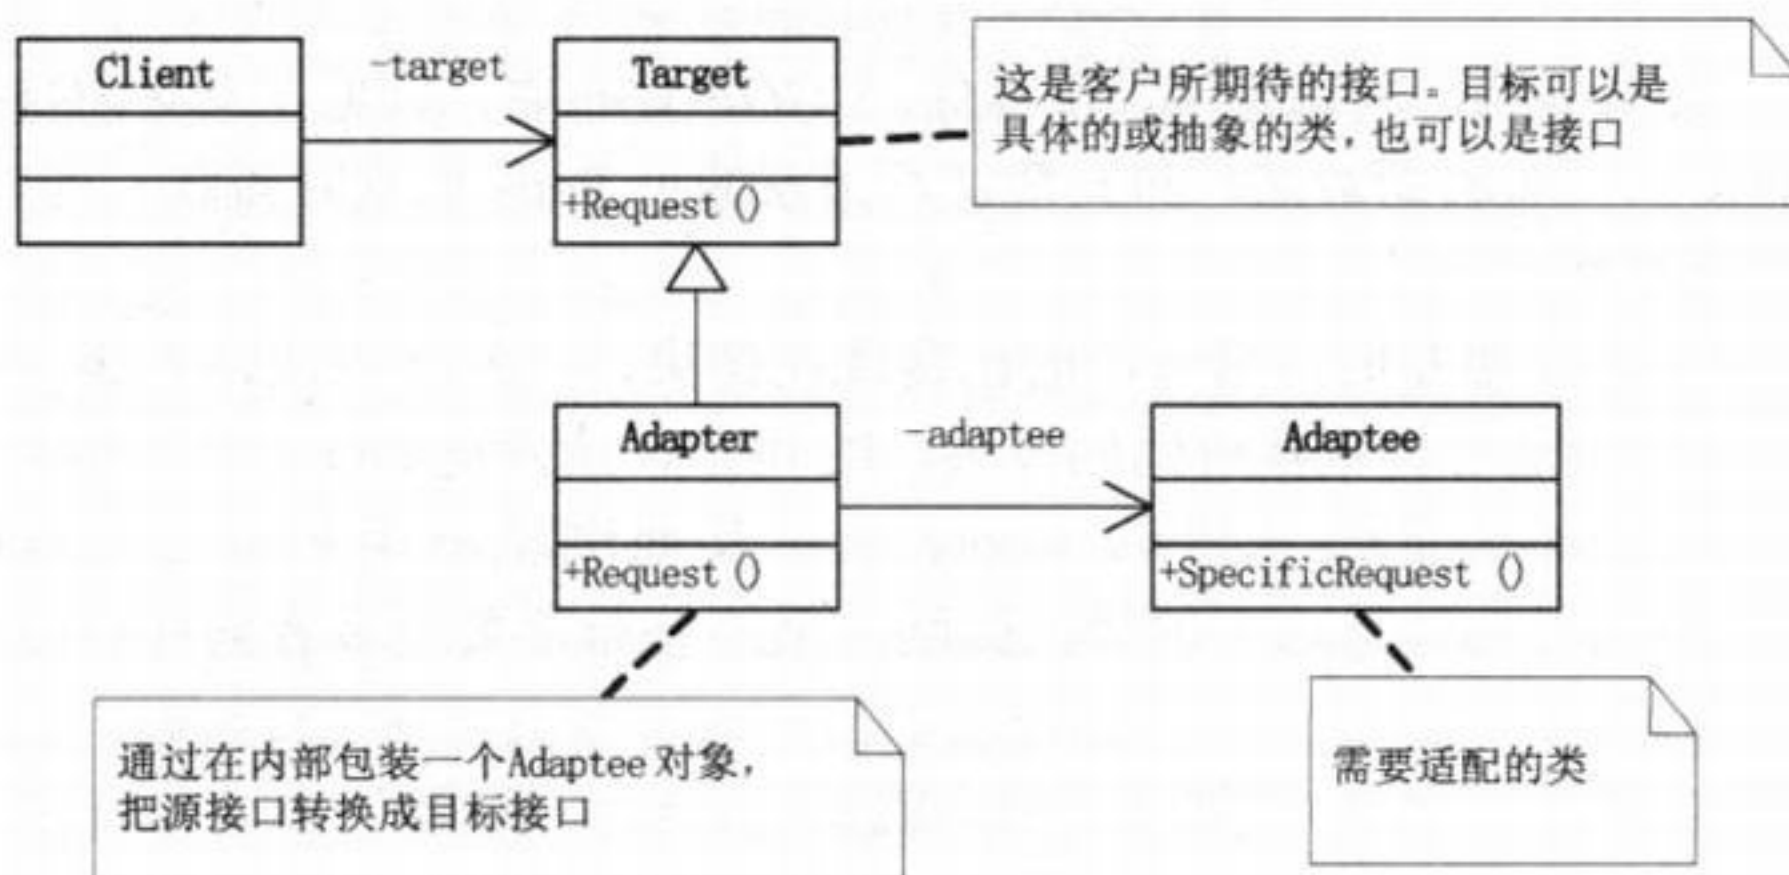 Client
-target
Target
+Request()
这是客户所期待的接口。目标可以是
具体的或抽象的类，也可以是接口
Adapter
+Request()
-adaptee
Adaptee
+SpecificRequest()
通过在内部包装一个Adaptee对象，
把源接口转换成目标接口
需要适配的类